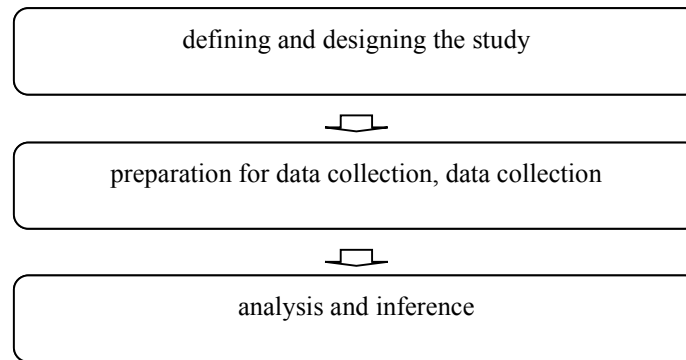 defining and designing the study
preparation for data collection, data collection
analysis and inference